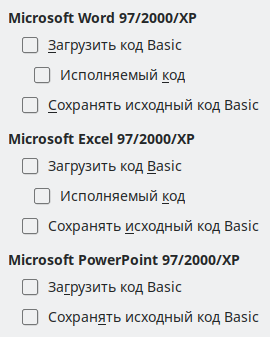 Microsoft Word 97/2000/XP
Загрузить код Basic
Исполняемый код
Сохранять исходный код Basic
Microsoft Excel 97/2000/XP
Загрузить код Basic
Исполняемый код
Сохранять исходный код Basic
Microsoft PowerPoint 97/2000/XP
Загрузить код Basic
Сохранять исходный код Basic